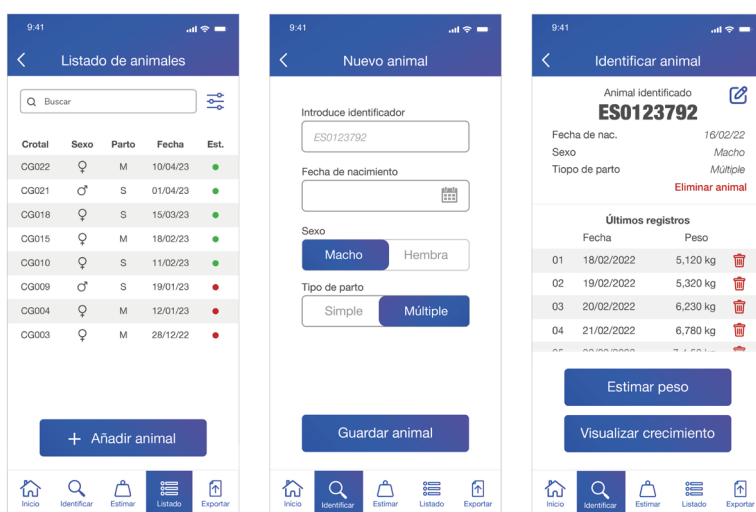 9:41
Listado de animales
Buscar
Crotal Sexo Parto Fecha Est.
CG022 M 10/04/23
CG021 S 01/04/23
CG018 S 15/03/23
CG015 M 18/02/23
CG010 S 11/02/23
CG009 S 19/01/23
CG004 M 12/01/23
CG003 M 28/12/22
+ Añadir animal
Inicio Identificar Estimar Listado Exportar
9:41
Nuevo animal
Introduce identificador
ES0123792
Fecha de nacimiento
Sexo
Macho Hembra
Tipo de parto
Simple Múltiple
Guardar animal
Inicio Identificar Estimar Listado Exportar
9:41
Identificar animal
Animal identificado
ES0123792
Fecha de nac. 16/02/22
Sexo Macho
Tiopo de parto Múltiple
Eliminar animal
Últimos registros
Fecha Peso
01 18/02/2022 5,120 kg
02 19/02/2022 5,320 kg
03 20/02/2022 6,230 kg
04 21/02/2022 6,780 kg
Estimar peso
Visualizar crecimiento
Inicio Identificar Estimar Listado Exportar